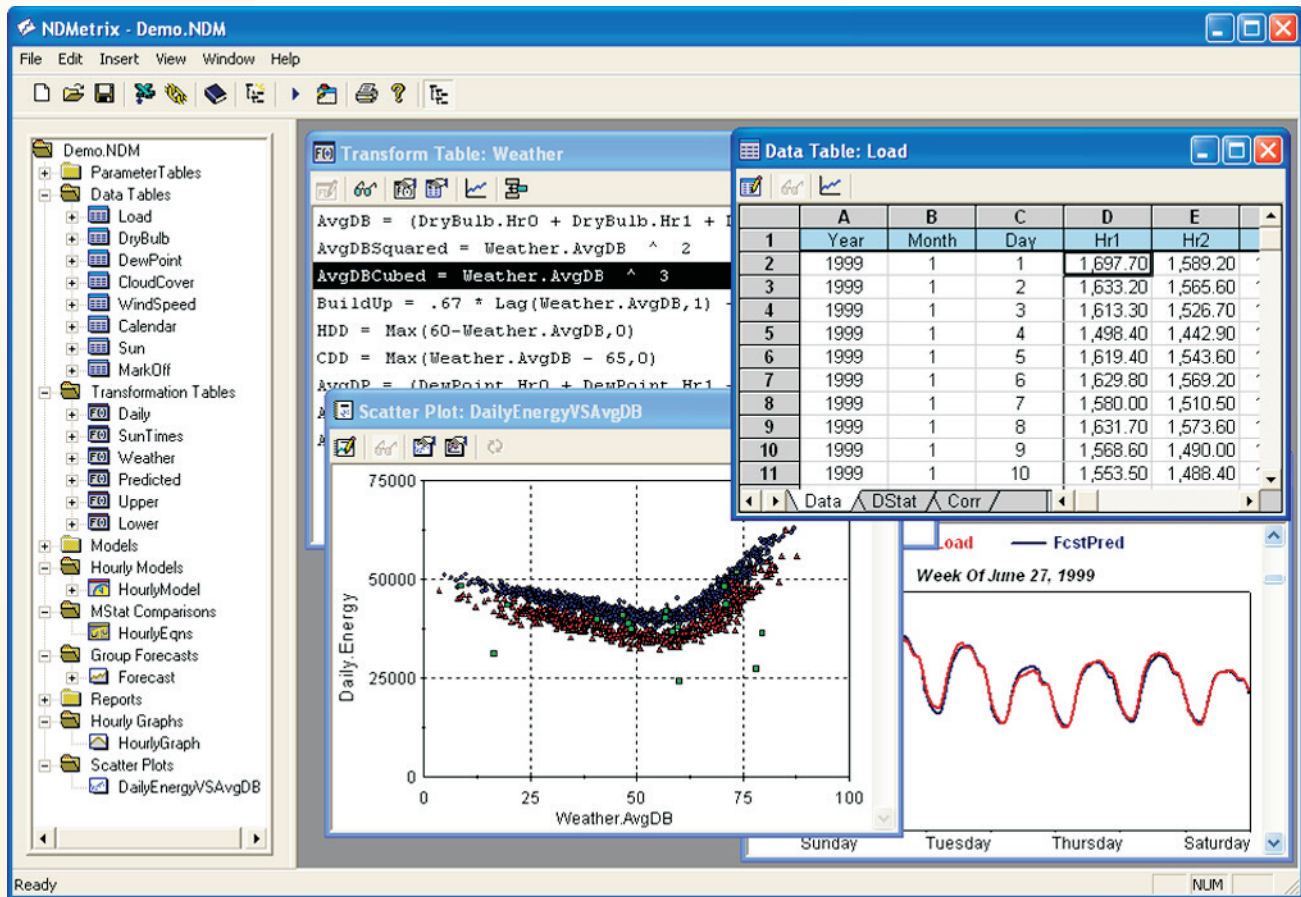 NDMetrix - Demo.NDM
File Edit Insert View Window Help
Demo.NDM
ParameterTables
Data Tables
Load
DryBulb
DewPoint
CloudCover
WindSpeed
Calendar
Sun
MarkOff
Transformation Tables
Daily
SunTimes
Weather
Predicted
Upper
Lower
Models
Hourly Models
HourlyModel
MStat Comparisons
HourlyEqns
Group Forecasts
Forecast
Reports
Hourly Graphs
HourlyGraph
Scatter Plots
DailyEnergyVSAvgDB
Transform Table: Weather
AvgDB = (DryBulb.Hr0 + DryBulb.Hr1 +
AvgDBSquared = Weather.AvgDB ^ 2
AvgDBCubed = Weather.AvgDB ^ 3
BuildUp = .67 * Lag(Weather.AvgDB,1)
HDD = Max(60-Weather.AvgDB,0)
CDD = Max(Weather.AvgDB - 65,0)
AvgDP = (DewPoint.Hr0 + DewPoint.Hr1
Data Table: Load
A B C D E
1 Year Month Day Hr1 Hr2
2 1999 1 1 1,697.70 1,589.20
3 1999 1 2 1,633.20 1,565.60
4 1999 1 3 1,613.30 1,526.70
5 1999 1 4 1,498.40 1,442.90
6 1999 1 5 1,619.40 1,543.60
7 1999 1 6 1,629.80 1,569.20
8 1999 1 7 1,580.00 1,510.50
9 1999 1 8 1,631.70 1,573.60
10 1999 1 9 1,568.60 1,490.00
11 1999 1 10 1,553.50 1,488.40
Data DStat Corr
Scatter Plot: DailyEnergyVSAvgDB
75000
50000
25000
0
Daily.Energy
0 25 50 75 100
Weather.AvgDB
Load FcstPred
Week Of June 27, 1999
Sunday Tuesday Thursday Saturday
Ready
NUM